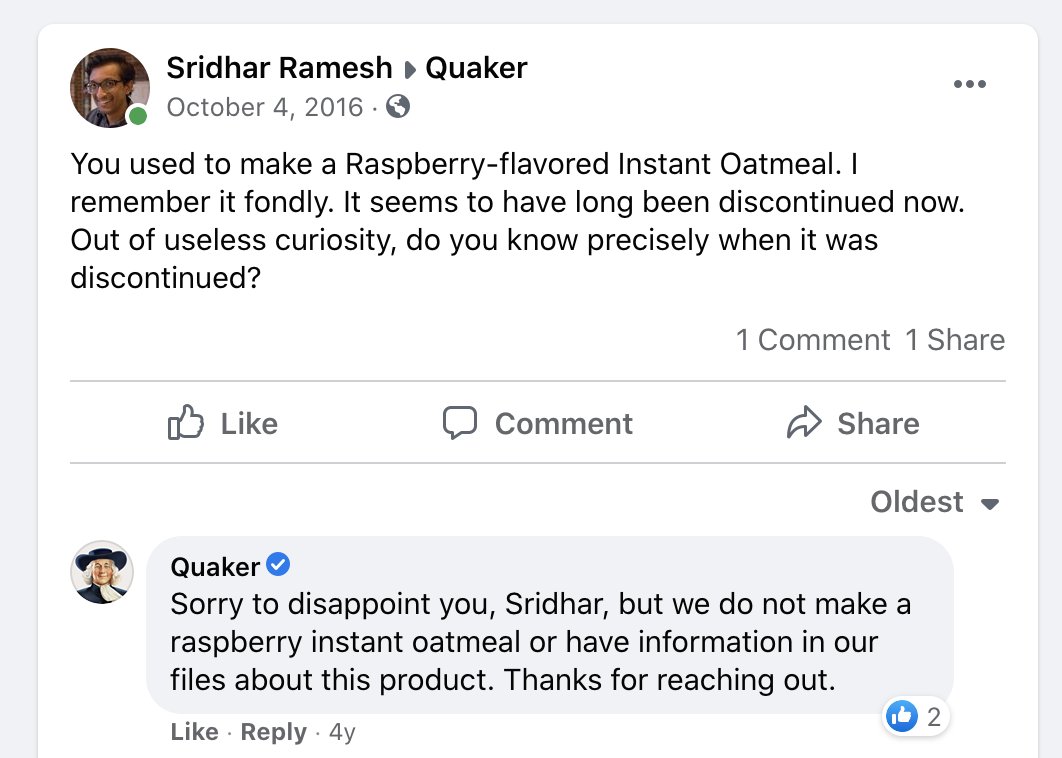 Sridhar Ramesh Quaker
October 4, 2016 ·
You used to make a Raspberry-flavored Instant Oatmeal. I
remember it fondly. It seems to have long been discontinued now.
Out of useless curiosity, do you know precisely when it was
discontinued?
1 Comment 1 Share
Like Comment Share
Oldest
Quaker
Sorry to disappoint you, Sridhar, but we do not make a
raspberry instant oatmeal or have information in our
files about this product. Thanks for reaching out.
2
Like · Reply · 4y